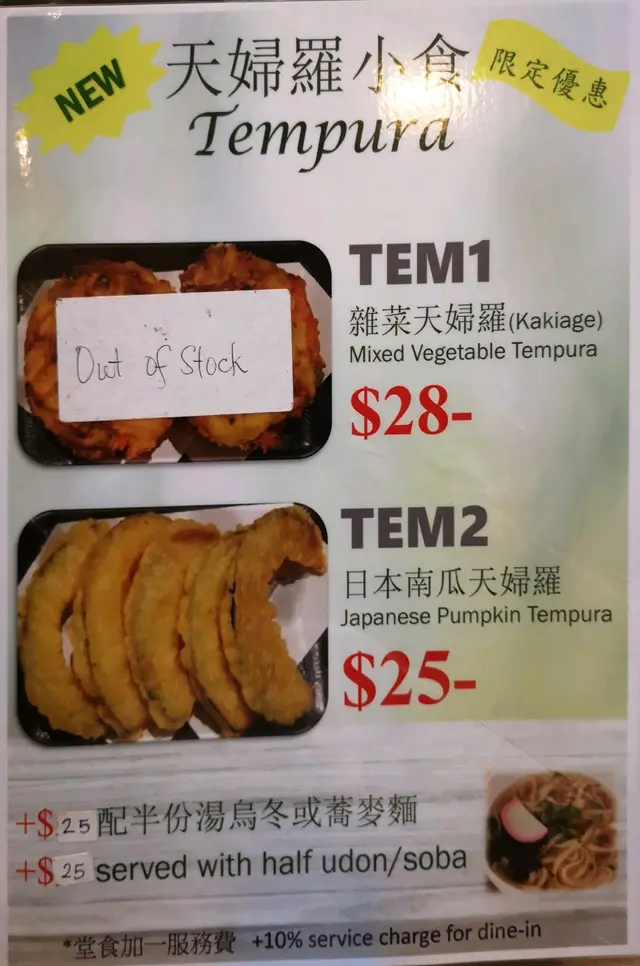 NEW
天婦羅小食
限定優惠
Tempura
TEM1
雜菜天婦羅(Kakiage)
Mixed Vegetable Tempura
$28-
Out of Stock
TEM2
日本南瓜天婦羅
Japanese Pumpkin Tempura
$25-
+$25配半份湯烏冬或蕎麥麵
+$25 served with half udon/soba
*堂食加一服務費 +10% service charge for dine-in